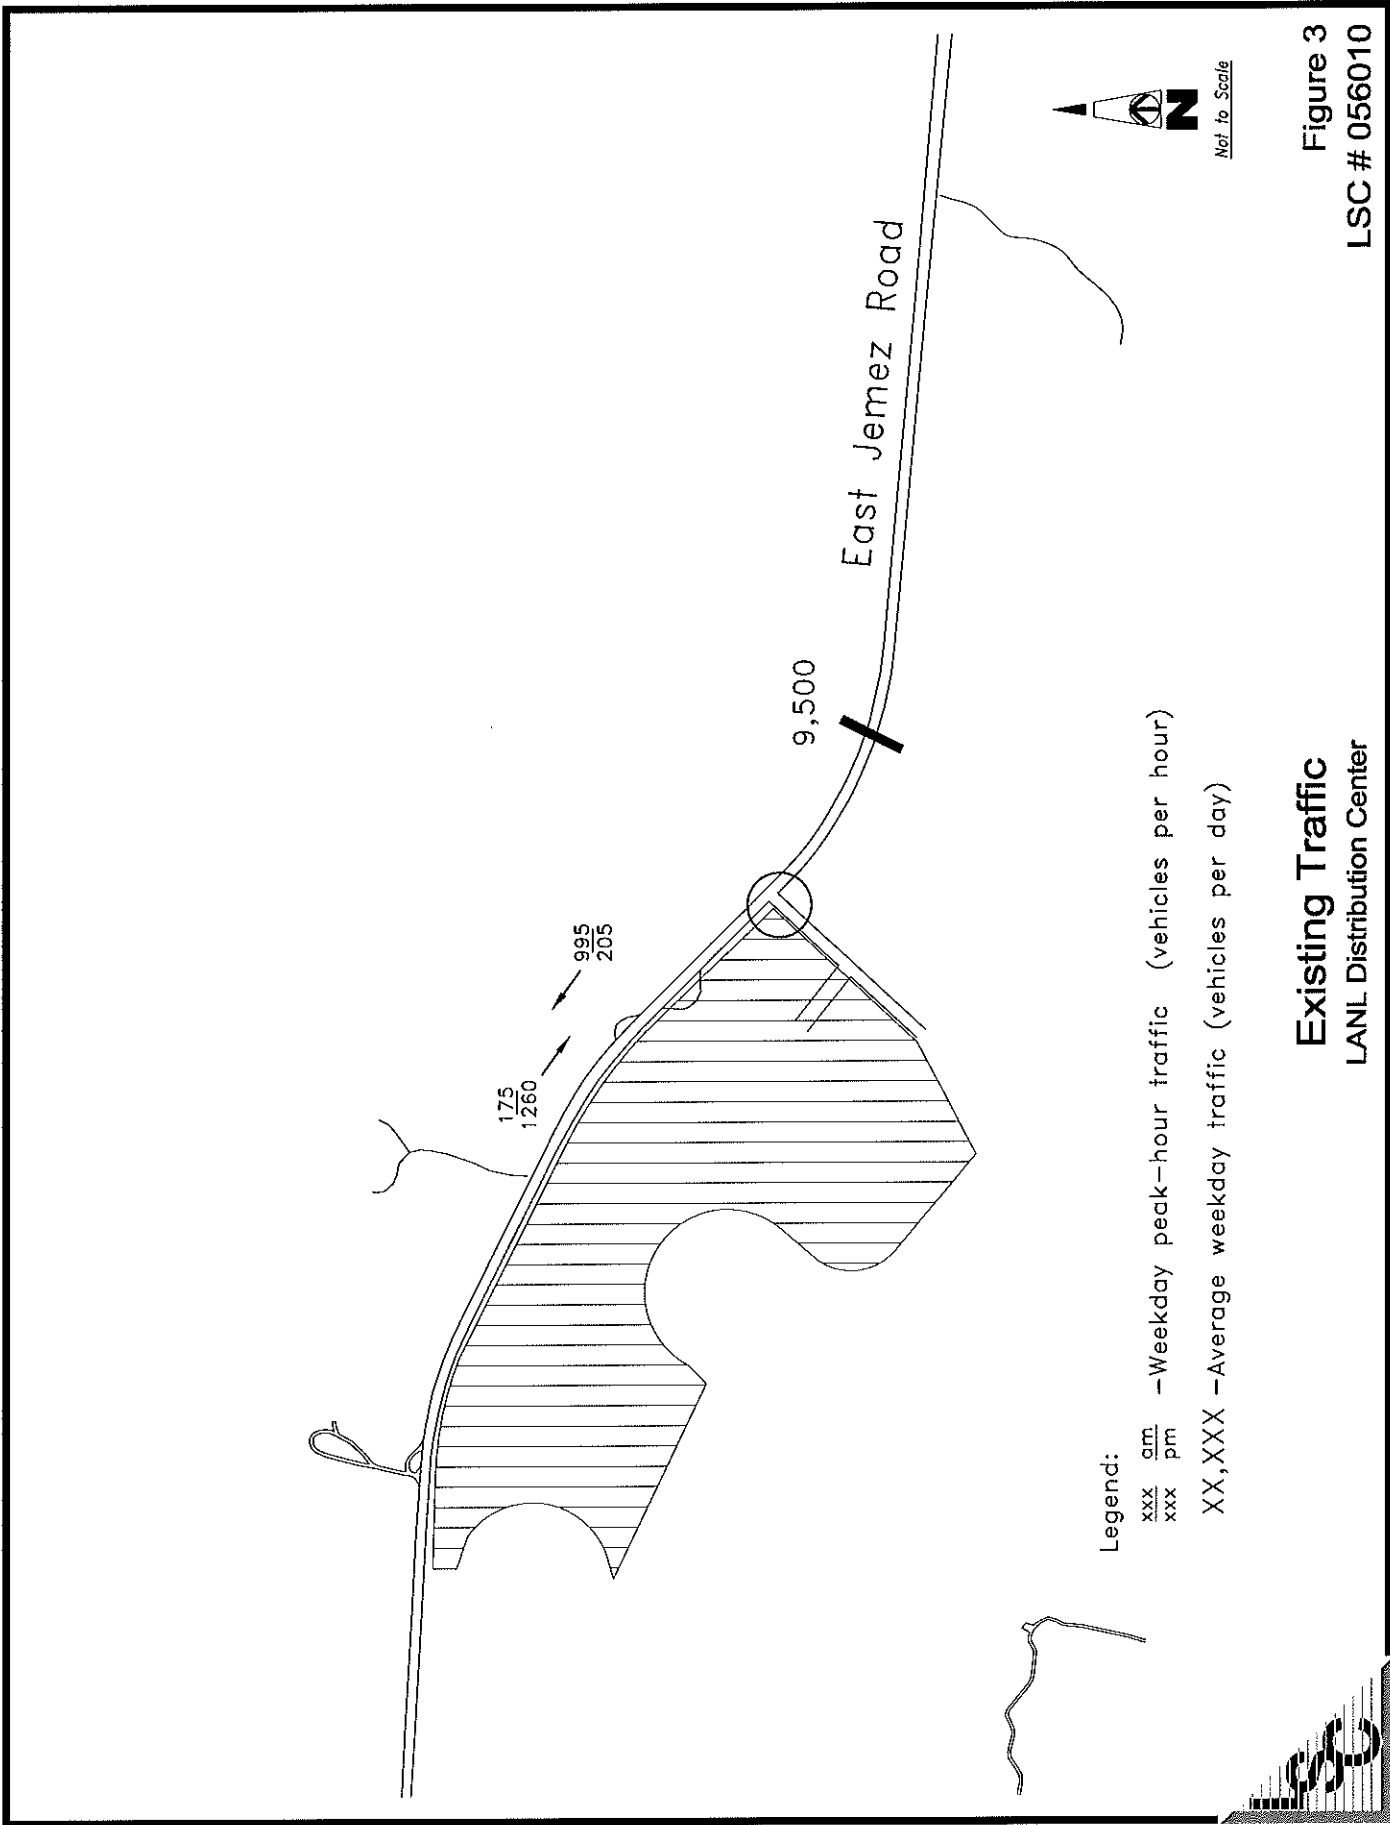 175
1260
995
205
9,500
East Jemez Road
N
Not to Scale
Legend:
xxx am -Weekday peak-hour traffic (vehicles per hour)
xxx pm
XX,XXX -Average weekday traffic (vehicles per day)
LSC
Existing Traffic
LANL Distribution Center
Figure 3
LSC # 056010